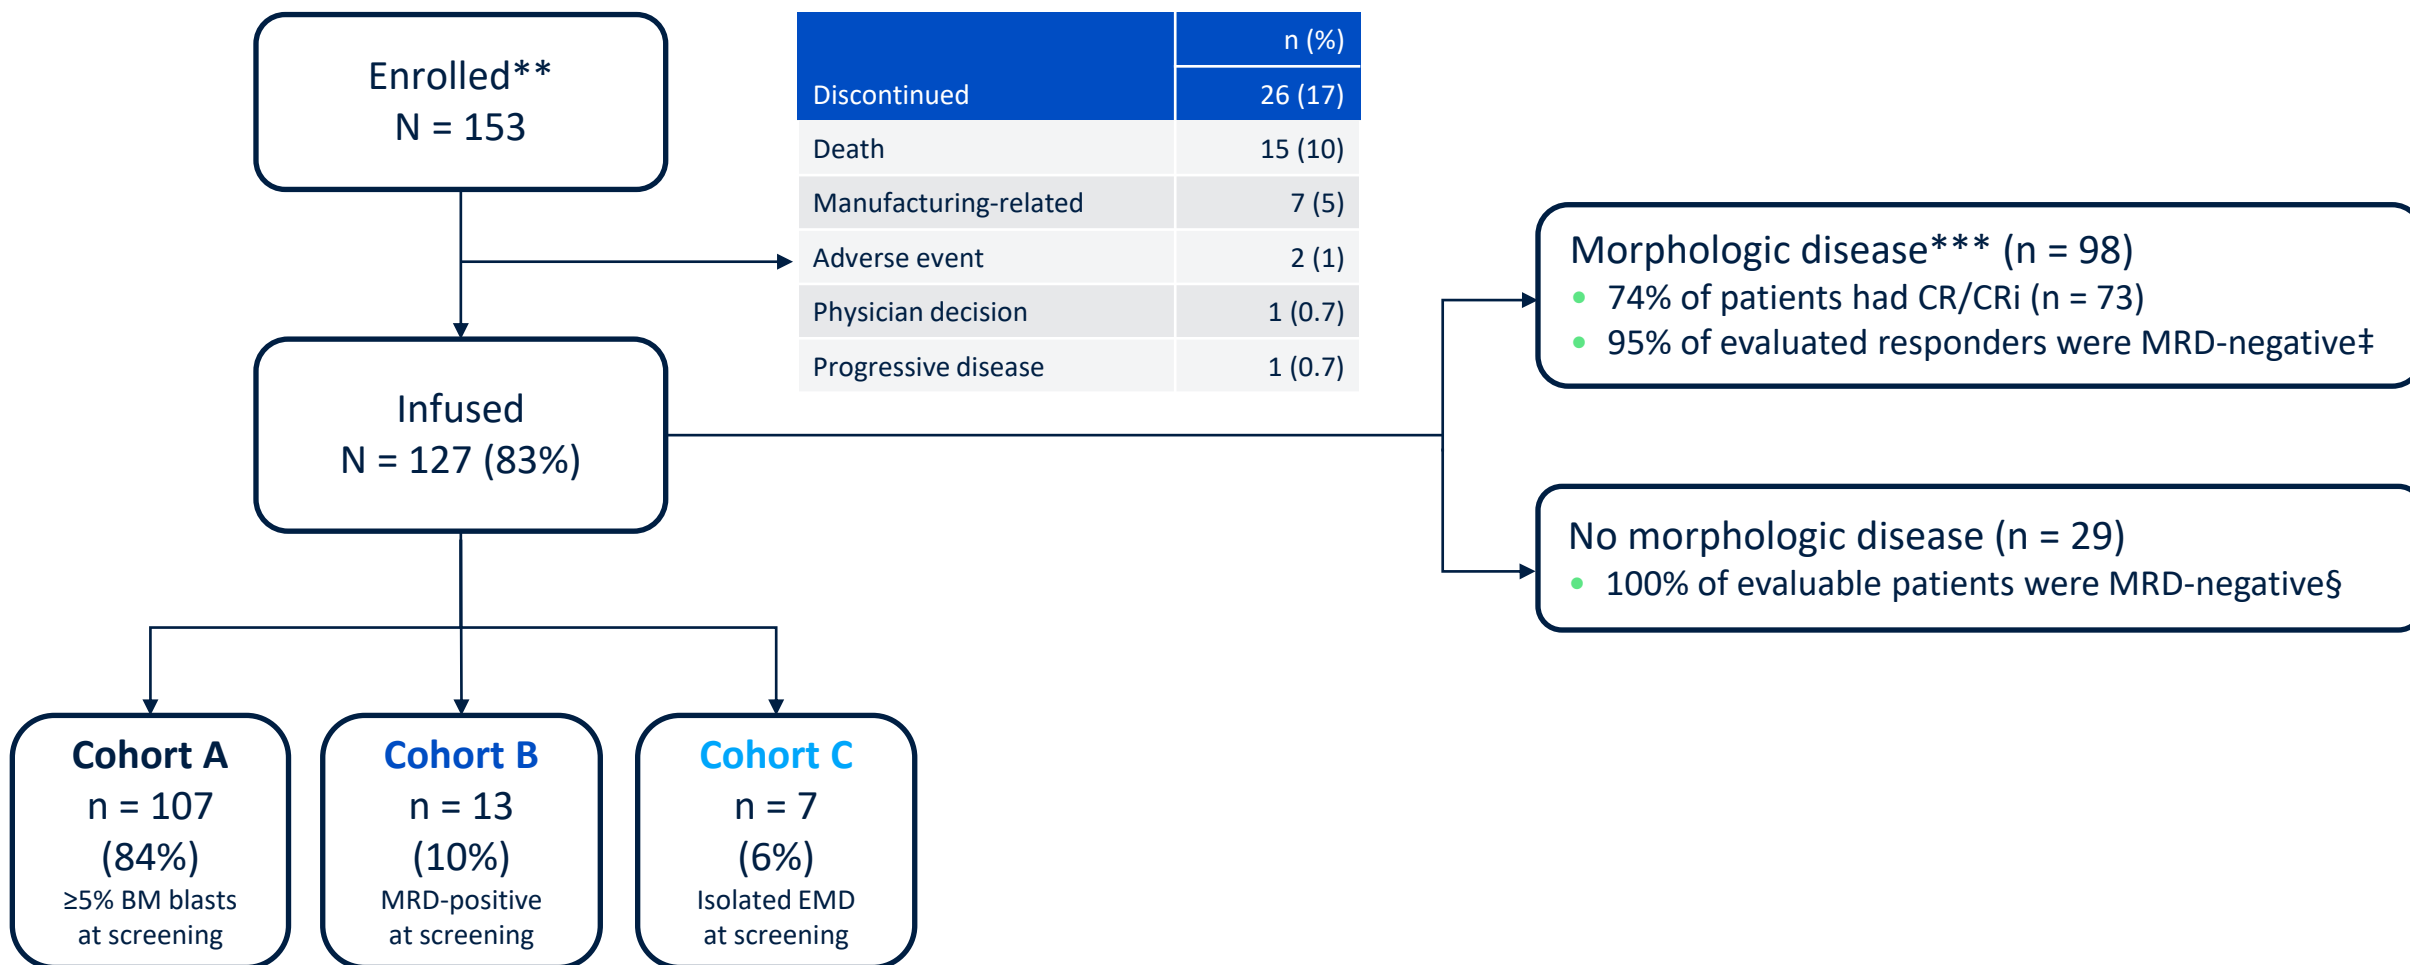 Enrolled**
N = 153
n (%)
Discontinued 26 (17)
Death 15 (10)
Manufacturing-related 7 (5)
Adverse event 2 (1)
Physician decision 1 (0.7)
Progressive disease 1 (0.7)
Infused
N = 127 (83%)
Morphologic disease*** (n = 98)
• 74% of patients had CR/CRi (n = 73)
• 95% of evaluated responders were MRD-negative‡
No morphologic disease (n = 29)
• 100% of evaluable patients were MRD-negative§
Cohort A
n = 107
(84%)
≥5% BM blasts
at screening
Cohort B
n = 13
(10%)
MRD-positive
at screening
Cohort C
n = 7
(6%)
Isolated EMD
at screening